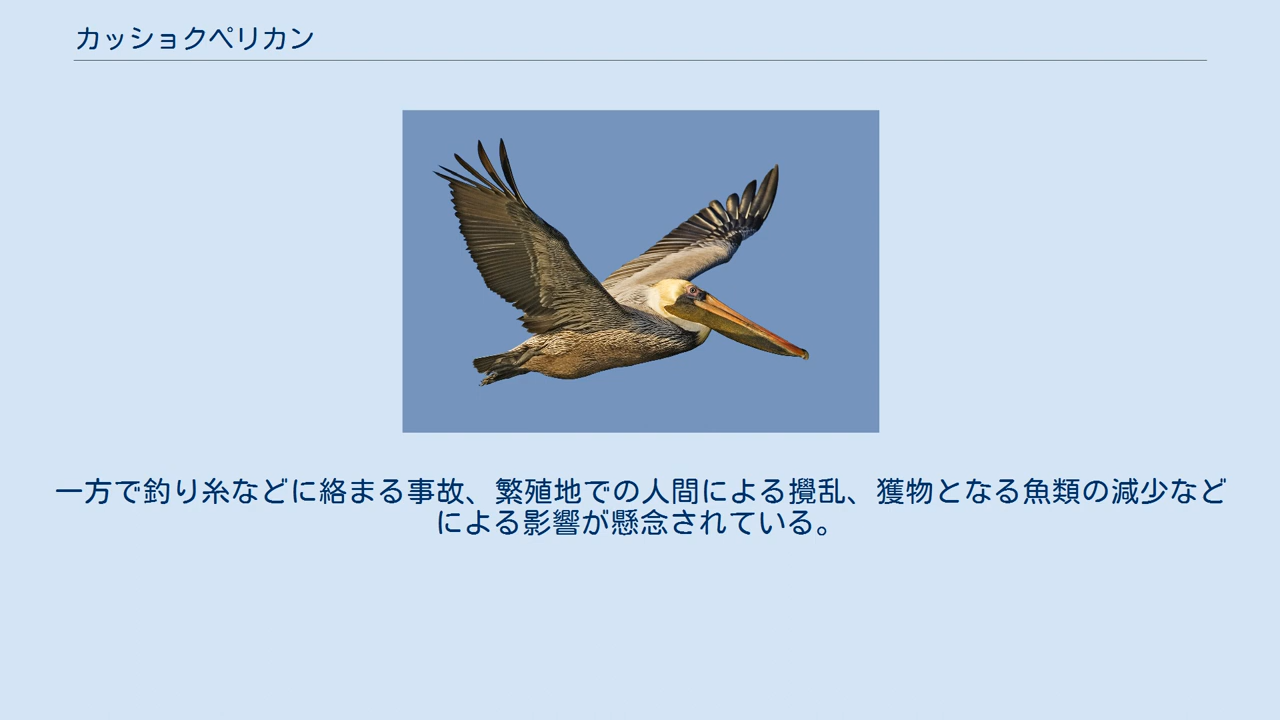 カッショクペリカン
一方で釣り糸などに絡まる事故、繁殖地での人間による攪乱、獲物となる魚類の減少など
による影響が懸念されている。